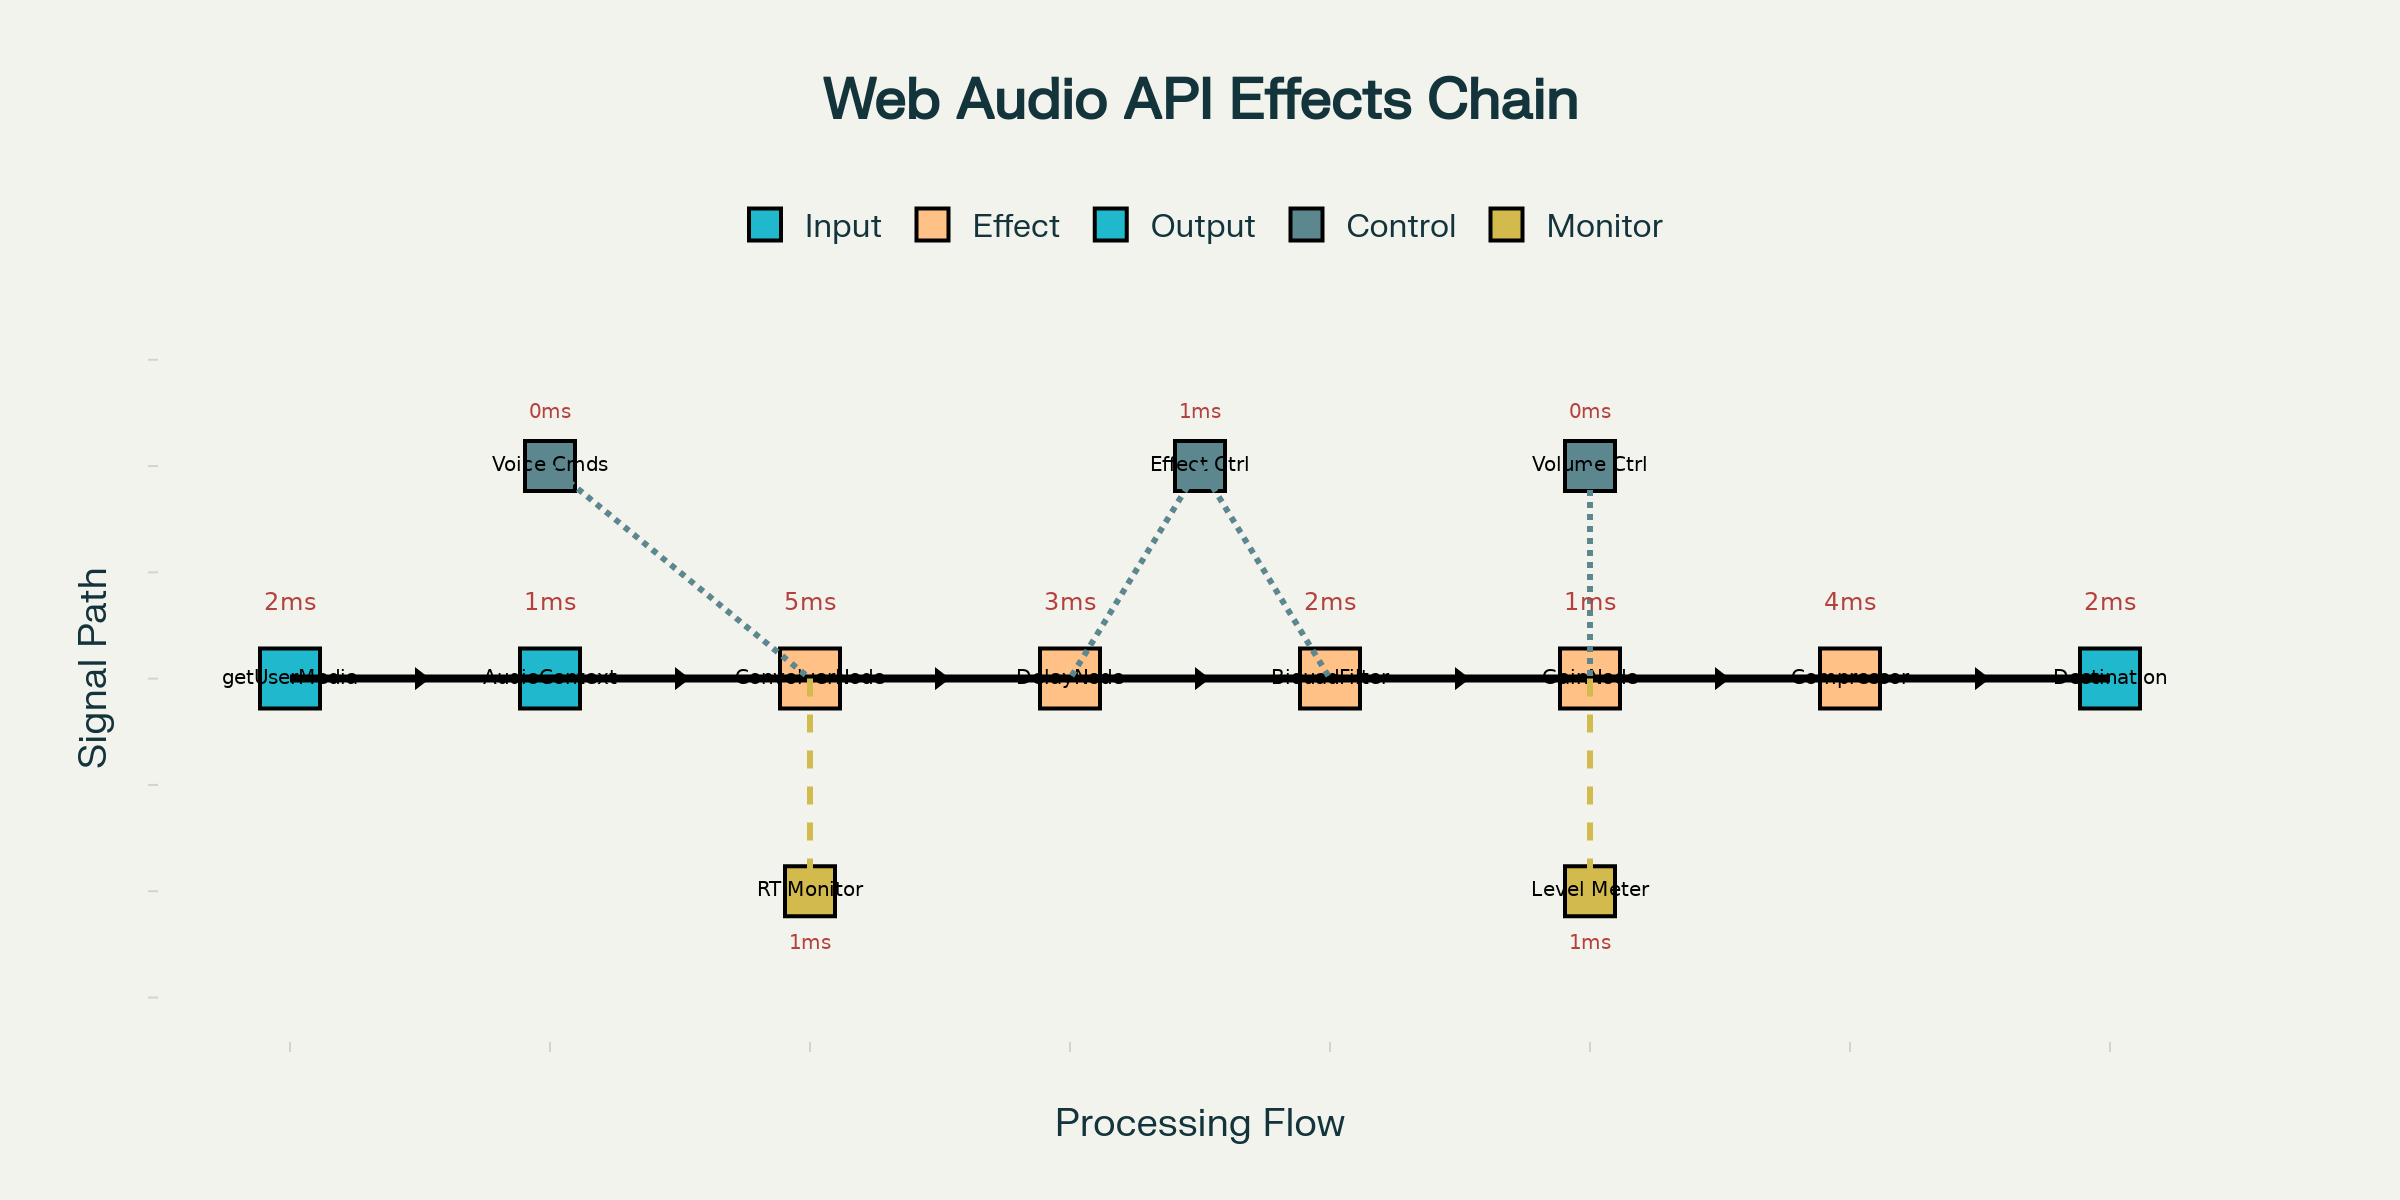 Web Audio API Effects Chain
Input Effect Output Control Monitor
0ms 1ms 0ms
Voice Cmds Effect Ctrl Volume Ctrl
2ms 1ms 5ms 3ms 2ms 1ms 4ms 2ms
getUserMedia AudioContext ConvolverNode DelayNode BiquadFilter GainNode Compressor Destination
RT Monitor Level Meter
1ms 1ms
Signal Path
Processing Flow